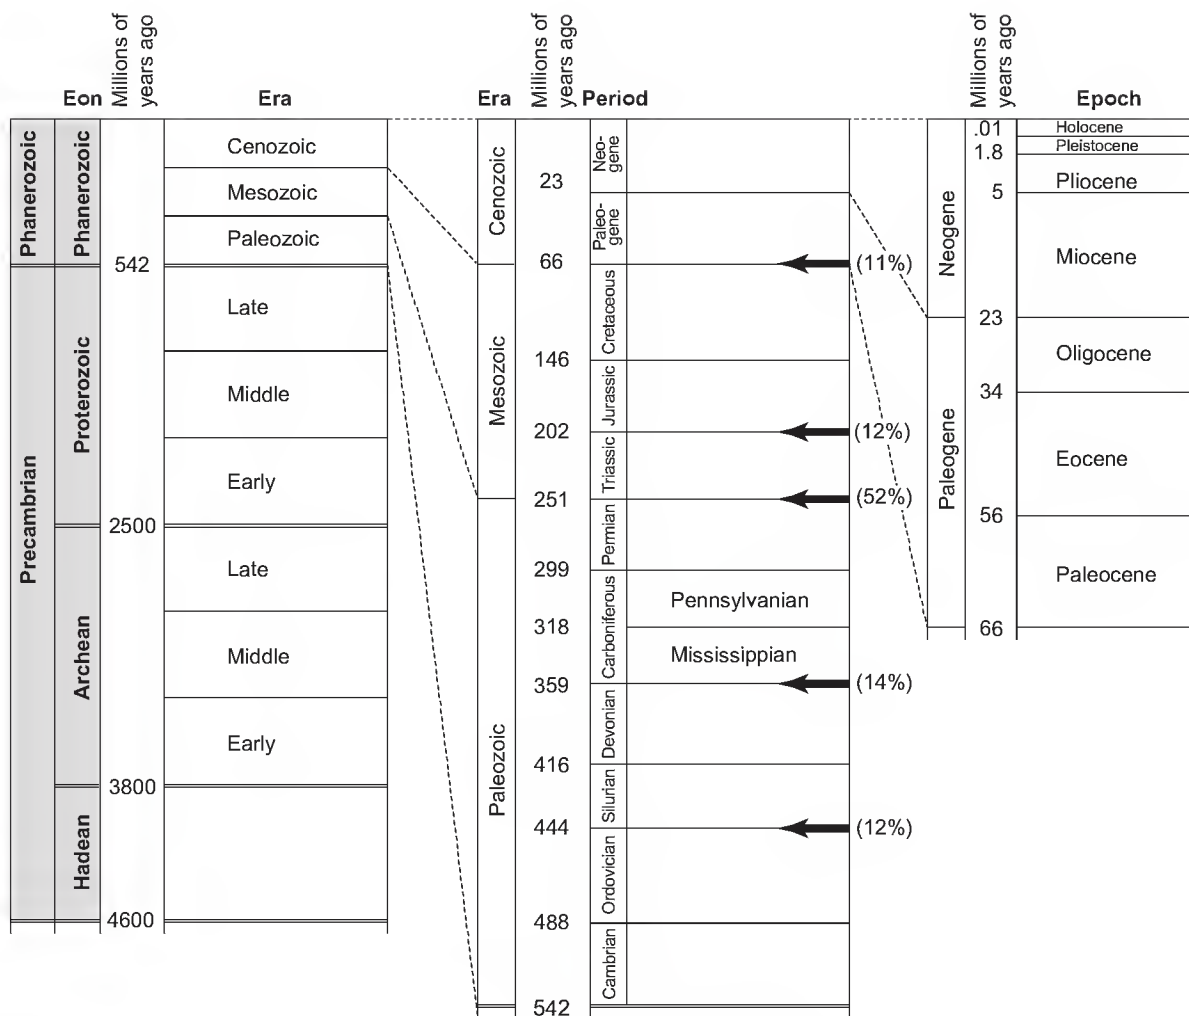 Eon
Millions of
years ago
Era
Phanerozoic
Precambrian
Phanerozoic
Proterozoic
Archean
Hadean
542
2500
3800
4600
Cenozoic
Mesozoic
Paleozoic
Late
Middle
Early
Late
Middle
Early
Era
Millions of
years ago
Period
Cenozoic
Mesozoic
Paleozoic
23
66
146
202
251
299
318
359
416
444
488
542
Neo-
gene
Paleo-
gene
Cretaceous
Jurassic
Triassic
Permian
Carboniferous
Devonian
Silurian
Ordovician
Cambrian
Pennsylvanian
Mississippian
(11%)
(12%)
(52%)
(14%)
(12%)
Millions of
years ago
Epoch
Neogene
Paleogene
.01
1.8
5
23
34
56
66
Holocene
Pleistocene
Pliocene
Miocene
Oligocene
Eocene
Paleocene